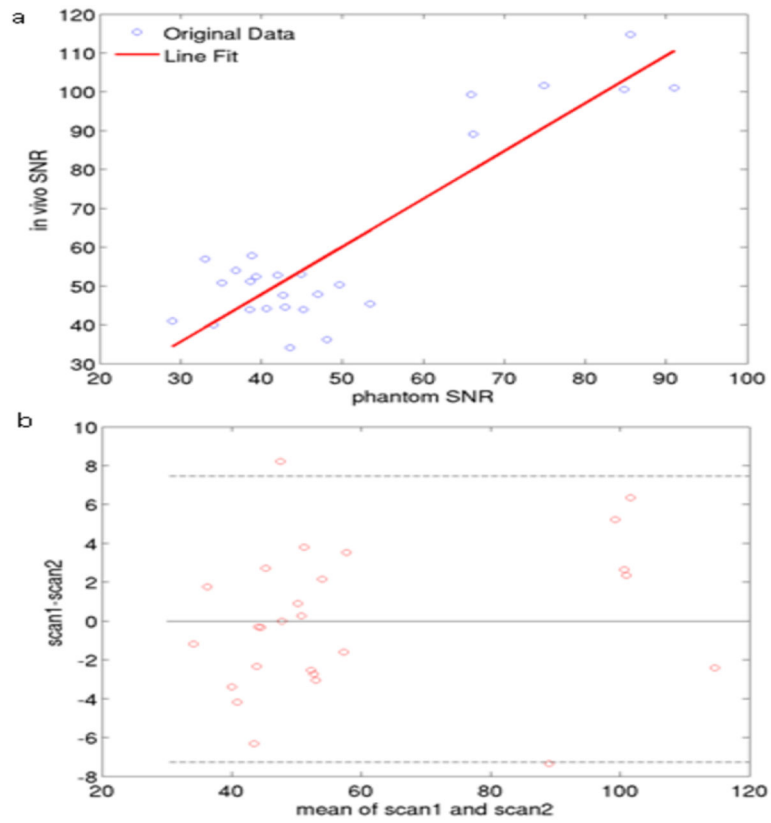 a
120
110
100
90
80
70
60
50
40
30
in vivo SNR
Original Data
Line Fit
20 30 40 50 60 70 80 90 100
phantom SNR
b
10
8
6
4
2
0
-2
-4
-6
-8
scan1-scan2
20 40 60 80 100 120
mean of scan1 and scan2